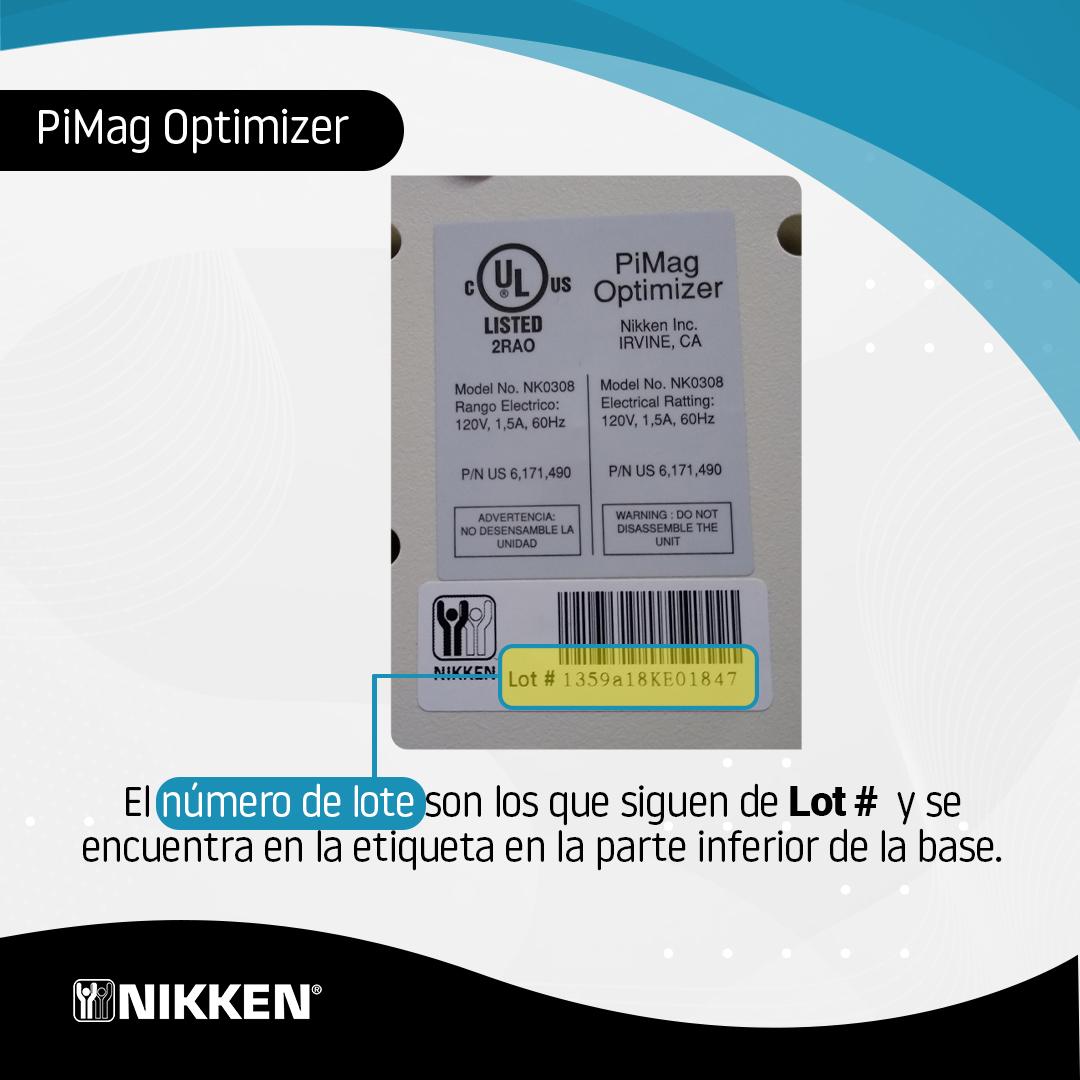 PiMag Optimizer
C UL ® US
LISTED
2RAO
PiMag
Optimizer
Nikken Inc.
IRVINE, CA
Model No. NK0308
Rango Electrico:
120V, 1,5A, 60Hz
P/N US 6,171,490
ADVERTENCIA:
NO DESENSAMBLE LA
UNIDAD
Model No. NK0308
Electrical Ratting:
120V, 1,5A, 60Hz
P/N US 6,171,490
WARNING : DO NOT
DISASSEMBLE THE
UNIT
NIKKEN
Lot # 1359a18KE01847
El número de lote son los que siguen de Lot # y se
encuentra en la etiqueta en la parte inferior de la base.
NIKKEN®